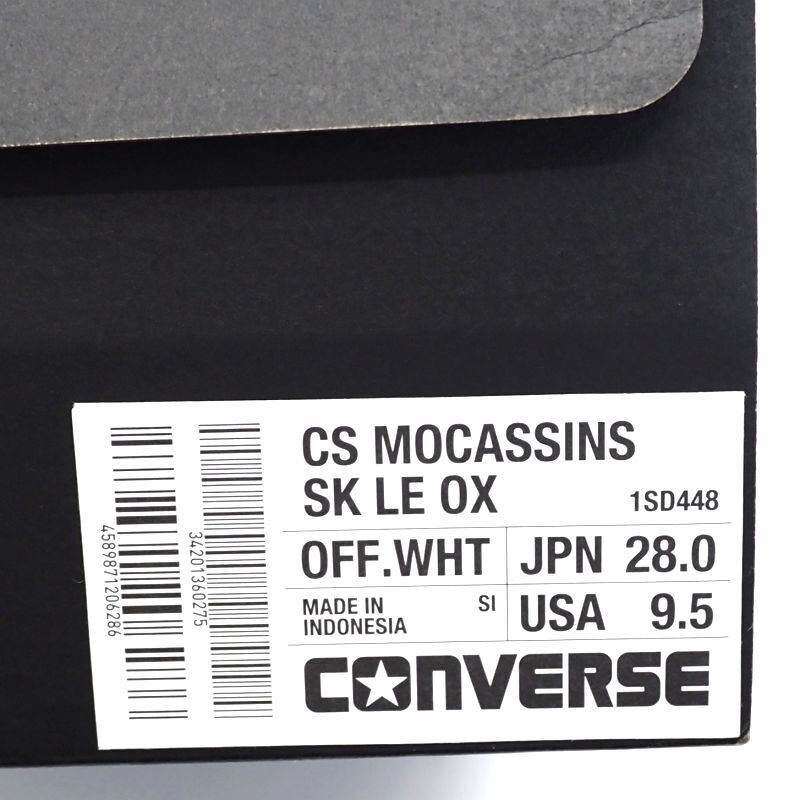 CS MOCASSINS
SK LE OX 1SD448
OFF.WHT JPN 28.0
MADE IN INDONESIA SI USA 9.5
CONVERSE
4589871206286
34201360275